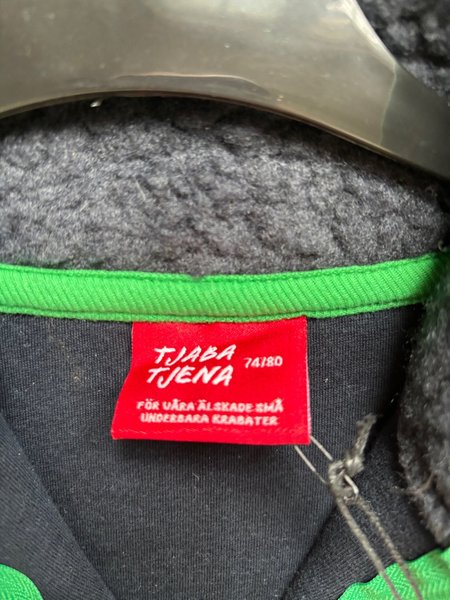 TJABA
TJENA
74/80
FÖR VÅRA ÄLSKADE SMÅ
UNDERBARA KRABATER